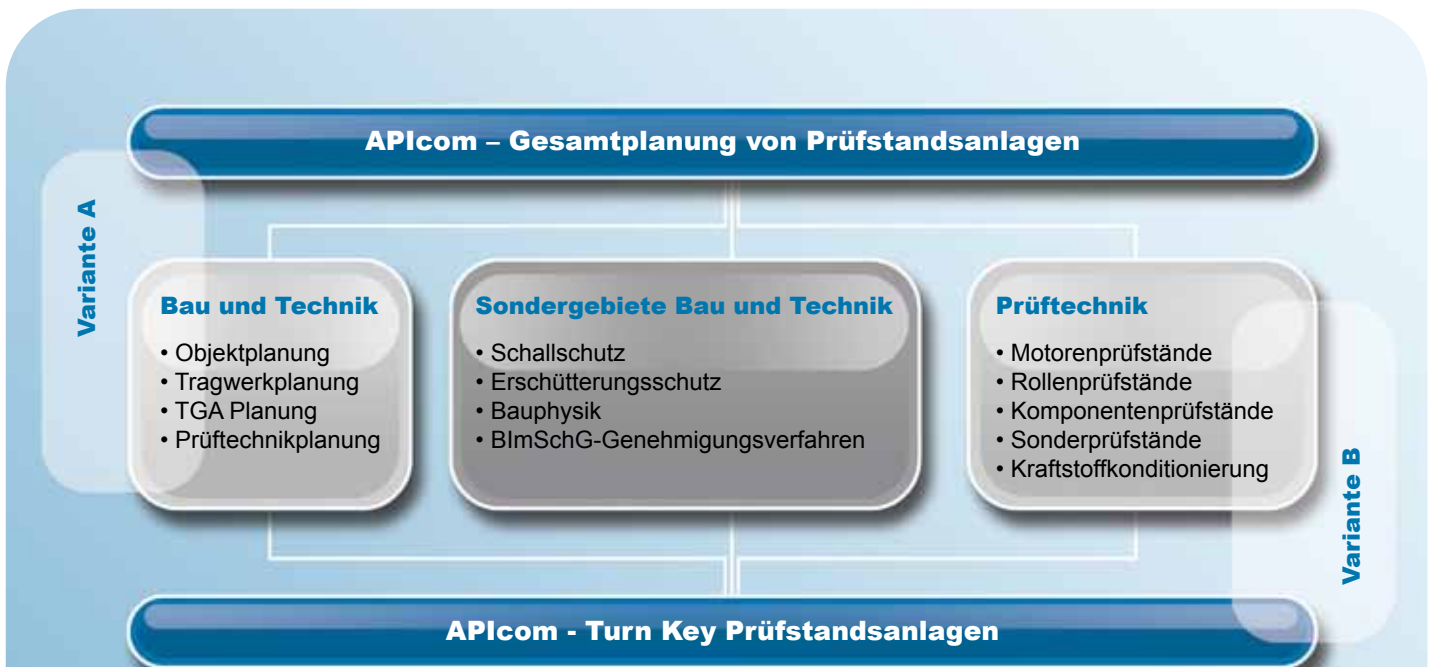 APIcom – Gesamtplanung von Prüfstandsanlagen
Variante A
Bau und Technik
• Objektplanung
• Tragwerkplanung
• TGA Planung
• Prüftechnikplanung
Sondergebiete Bau und Technik
• Schallschutz
• Erschütterungsschutz
• Bauphysik
• BImSchG-Genehmigungsverfahren
Prüftechnik
• Motorenprüfstände
• Rollenprüfstände
• Komponentenprüfstände
• Sonderprüfstände
• Kraftstoffkonditionierung
Variante B
APIcom - Turn Key Prüfstandsanlagen